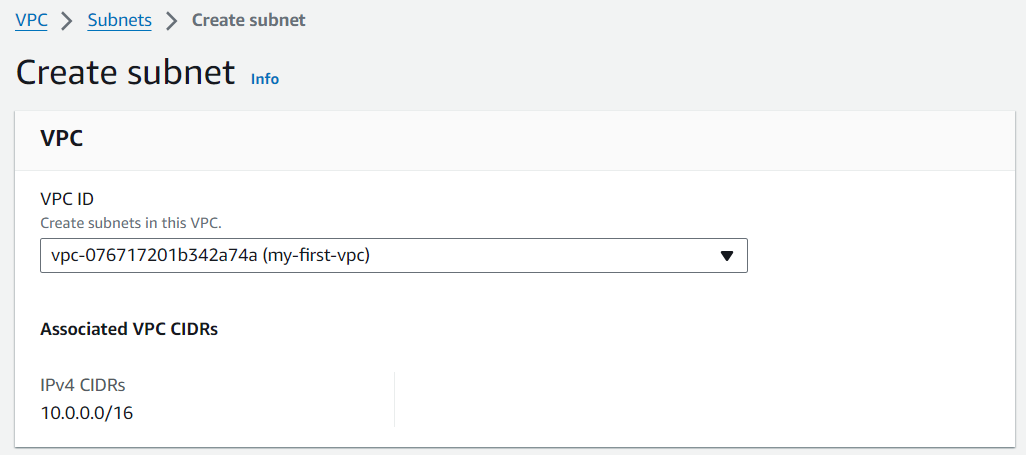 VPC > Subnets > Create subnet
Create subnet Info
VPC
VPC ID
Create subnets in this VPC.
vpc-076717201b342a74a (my-first-vpc)
Associated VPC CIDRs
IPv4 CIDRs
10.0.0.0/16